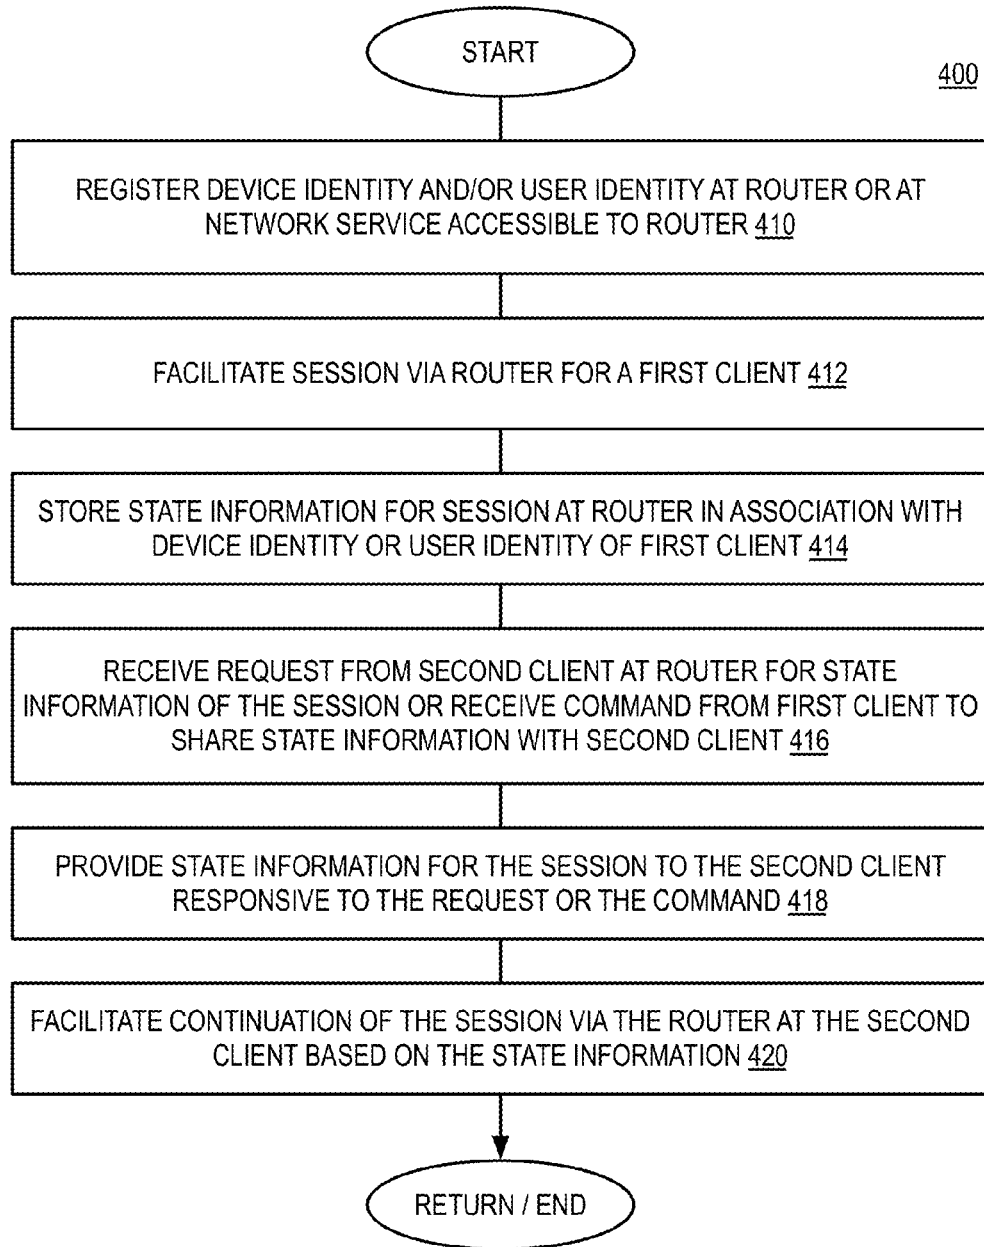 START
400
REGISTER DEVICE IDENTITY AND/OR USER IDENTITY AT ROUTER OR AT
NETWORK SERVICE ACCESSIBLE TO ROUTER 410
FACILITATE SESSION VIA ROUTER FOR A FIRST CLIENT 412
STORE STATE INFORMATION FOR SESSION AT ROUTER IN ASSOCIATION WITH
DEVICE IDENTITY OR USER IDENTITY OF FIRST CLIENT 414
RECEIVE REQUEST FROM SECOND CLIENT AT ROUTER FOR STATE
INFORMATION OF THE SESSION OR RECEIVE COMMAND FROM FIRST CLIENT TO
SHARE STATE INFORMATION WITH SECOND CLIENT 416
PROVIDE STATE INFORMATION FOR THE SESSION TO THE SECOND CLIENT
RESPONSIVE TO THE REQUEST OR THE COMMAND 418
FACILITATE CONTINUATION OF THE SESSION VIA THE ROUTER AT THE SECOND
CLIENT BASED ON THE STATE INFORMATION 420
RETURN / END